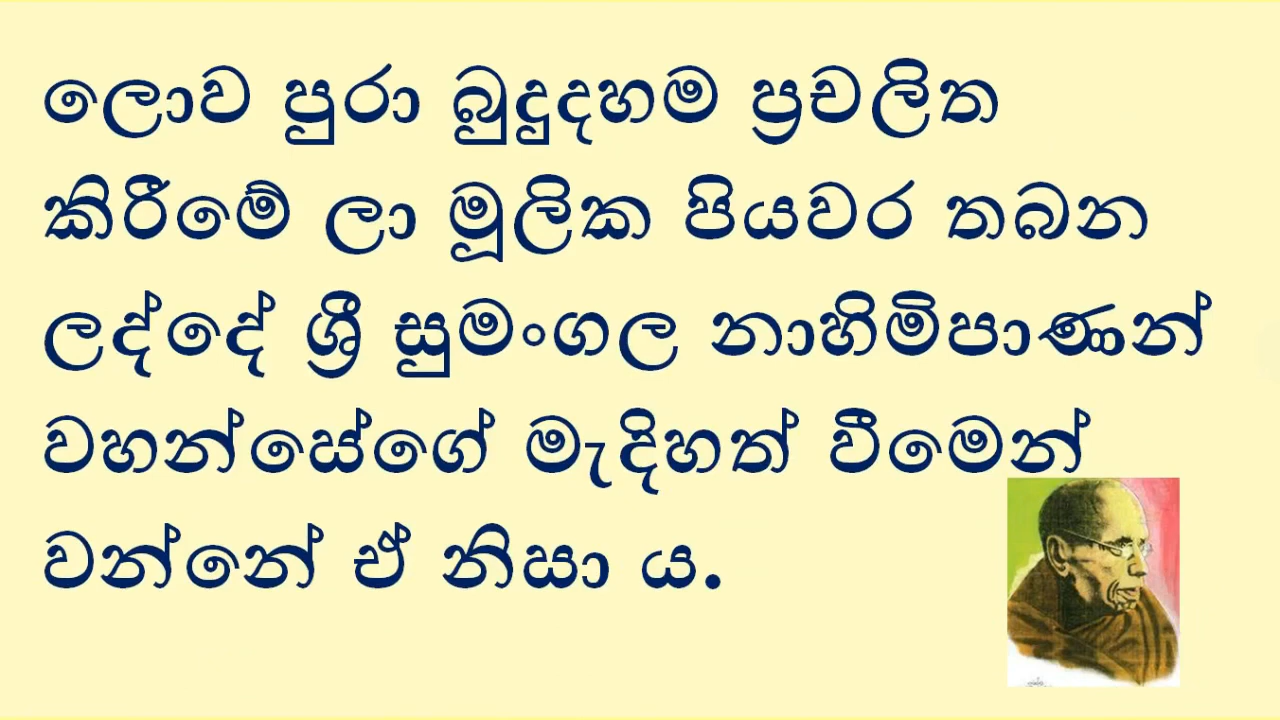 ලොව පුරා බුදුදහම ප්‍රචලිත
කිරීමේ ලා මූලික පියවර තබන
ලද්දේ ශ්‍රී සුමංගල නාහිමිපාණන්
වහන්සේගේ මැදිහත් වීමෙන්
වන්නේ ඒ නිසා ය.